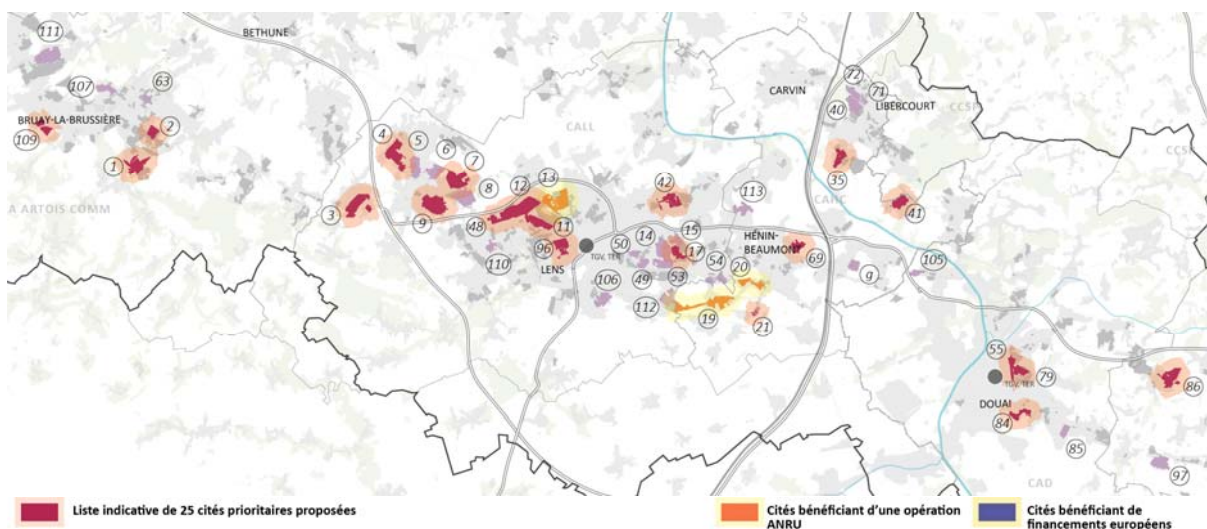 111
BETHUNE
72
71
CARVIN
LIBERCOURT
CCSP
40
107
63
BRUAY-LA-BRUSSIÈRE
2
109
1
4
5
6
7
CALL
35
CCSP
A ARTOIS COMM
3
9
8
12
13
42
113
CAHC
41
48
11
96
LENS
110
50
TGV, TER
14
15
17
HÉNIN-
BEAUMONT
69
54
20
53
49
106
112
19
21
g
105
55
TGV, TER
79
86
DOUAI
84
85
97
CAD
Liste indicative de 25 cités prioritaires proposées
Cités bénéficiant d'une opération
ANRU
Cités bénéficiant de
financements européens